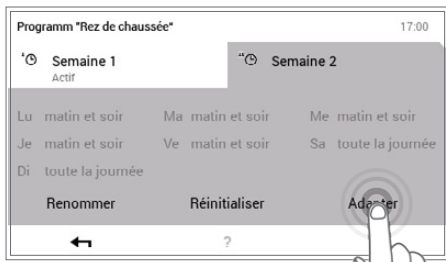 Programm "Rez de chaussée" 17:00
Semaine 1 Semaine 2
Actif
Lu matin et soir Ma matin et soir Me matin et soir
Je matin et soir Ve matin et soir Sa toute la journée
Di toute la journée
Renommer Réinitialiser Adapter
?